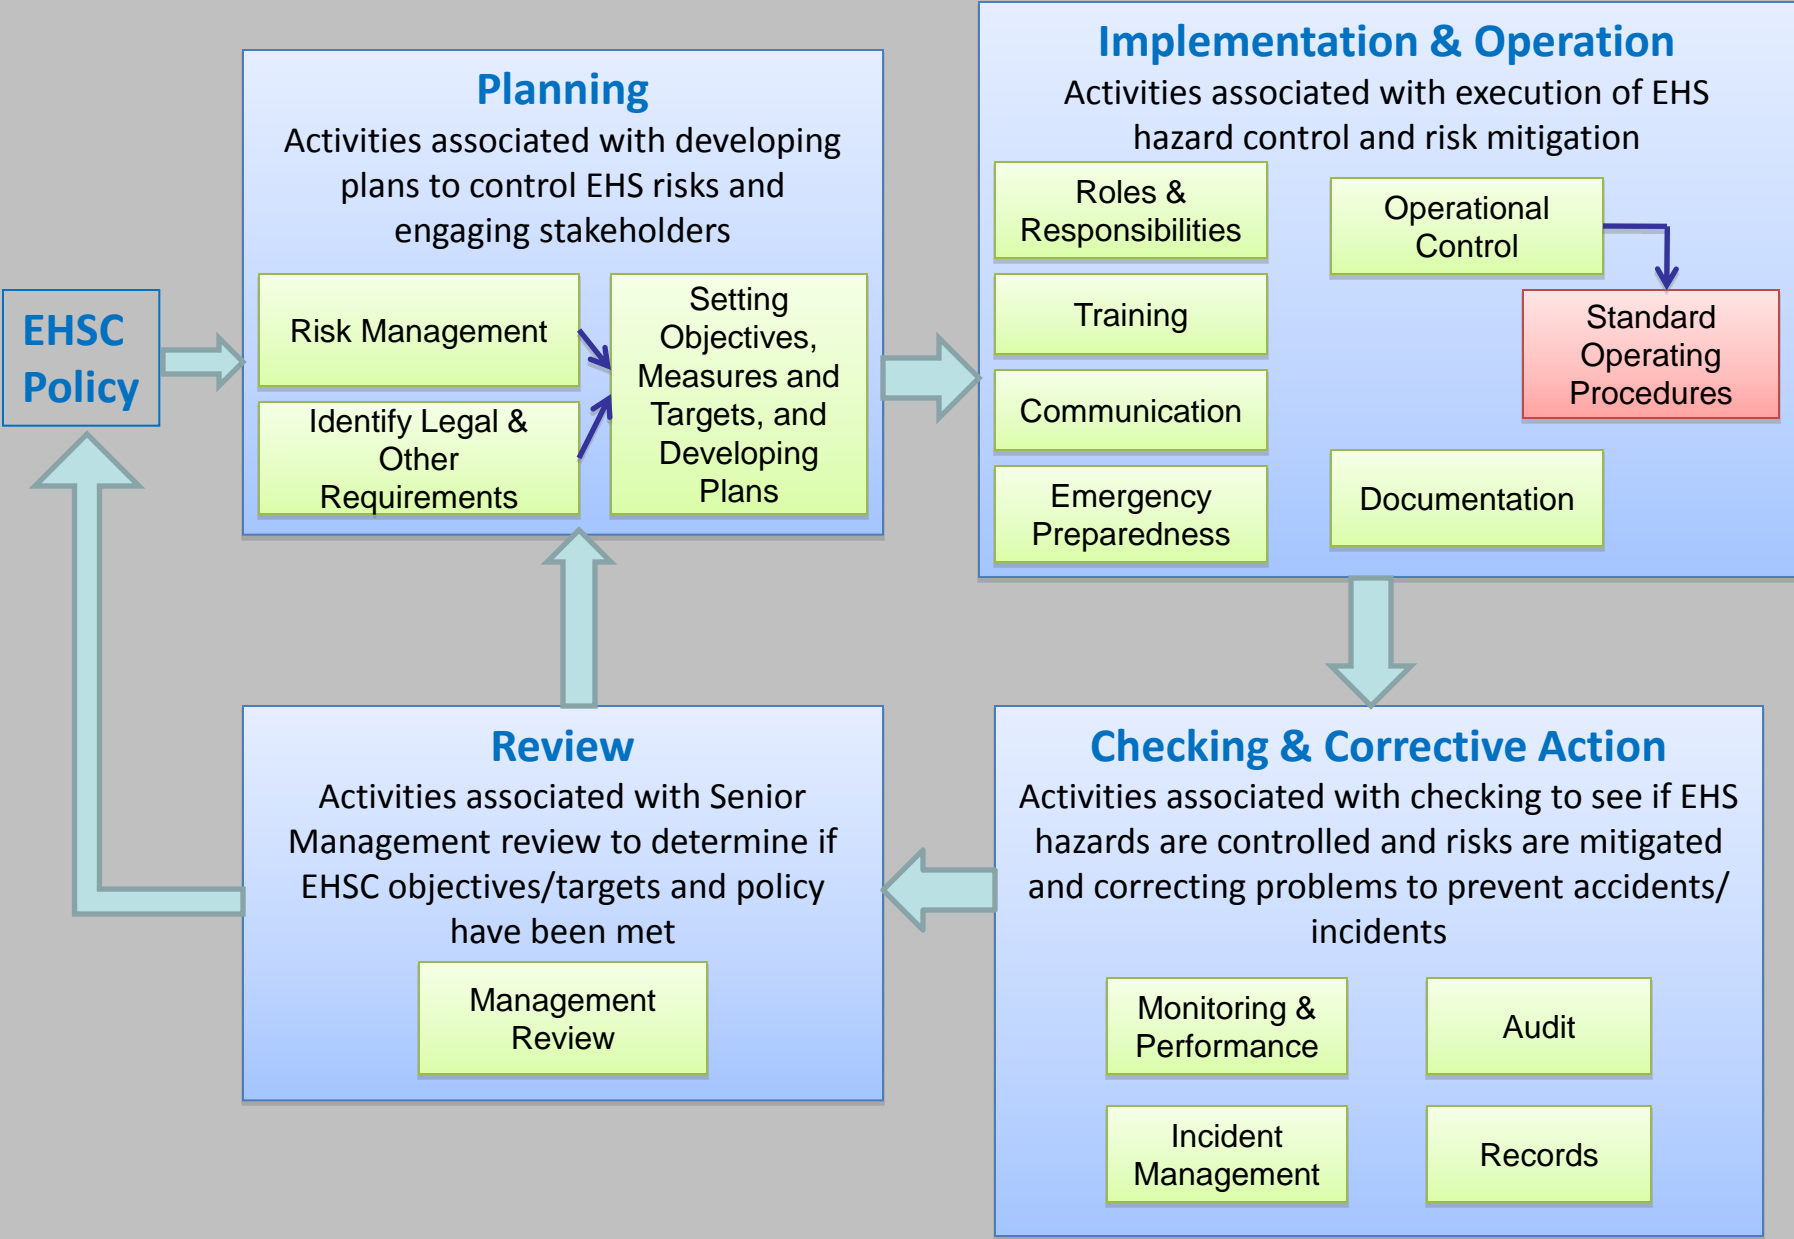 EHSC
Policy
Planning
Activities associated with developing
plans to control EHS risks and
engaging stakeholders
Risk Management
Identify Legal &
Other
Requirements
Setting
Objectives,
Measures and
Targets, and
Developing
Plans
Implementation & Operation
Activities associated with execution of EHS
hazard control and risk mitigation
Roles &
Responsibilities
Training
Communication
Emergency
Preparedness
Operational
Control
Standard
Operating
Procedures
Documentation
Review
Activities associated with Senior
Management review to determine if
EHSC objectives/targets and policy
have been met
Management
Review
Checking & Corrective Action
Activities associated with checking to see if EHS
hazards are controlled and risks are mitigated
and correcting problems to prevent accidents/
incidents
Monitoring &
Performance
Audit
Incident
Management
Records